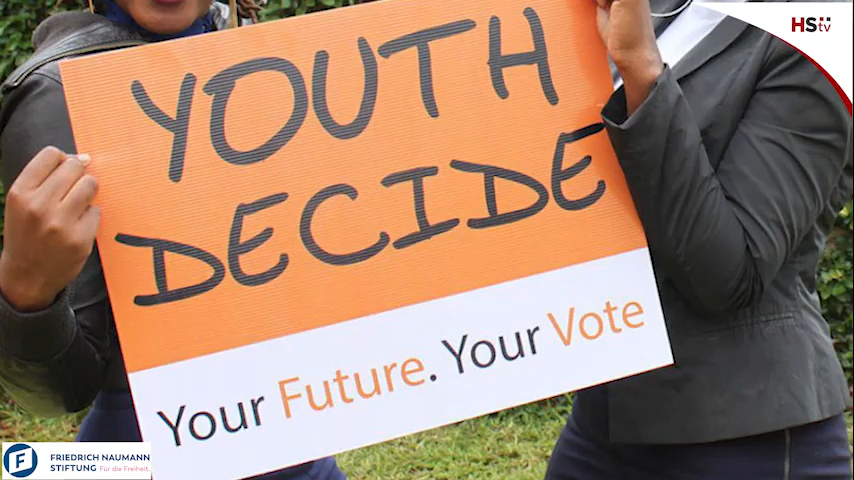 HStv
YOUTH
DECIDE
Your Future. Your Vote
F FRIEDRICH NAUMANN
STIFTUNG Für die Freiheit.